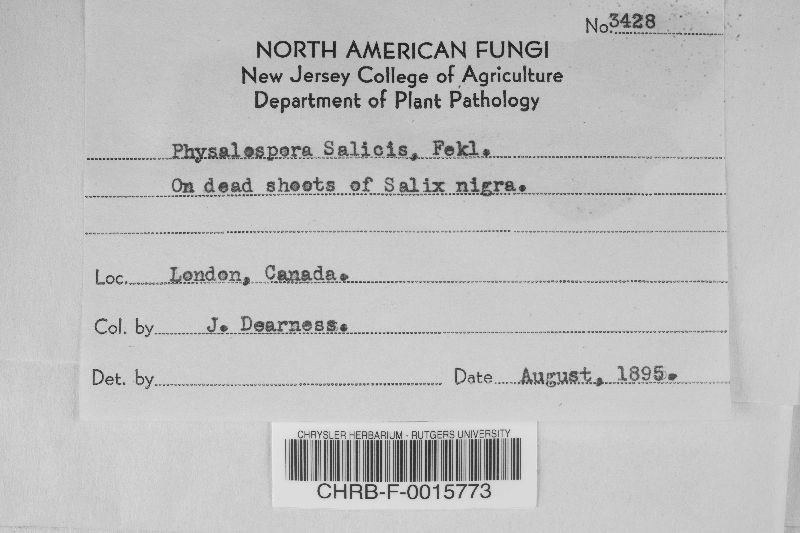 No. 3428
NORTH AMERICAN FUNGI
New Jersey College of Agriculture
Department of Plant Pathology
Physalospora Salicis, Fekl.
On dead shoots of Salix nigra.
Loc. London, Canada.
Col. by J. Dearness.
Det. by
Date August, 1895.
CHRYSLER HERBARIUM - RUTGERS UNIVERSITY
CHRB-F-0015773